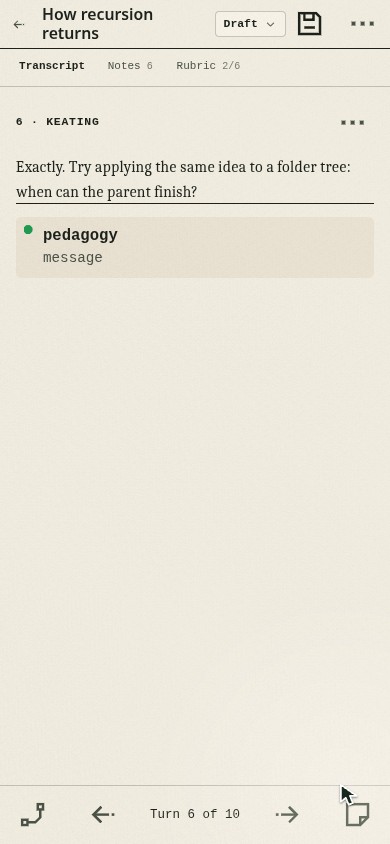 How recursion
returns
Draft
Transcript
Notes 6
Rubric 2/6
6 · KEATING
Exactly. Try applying the same idea to a folder tree:
when can the parent finish?
pedagogy
message
Turn 6 of 10